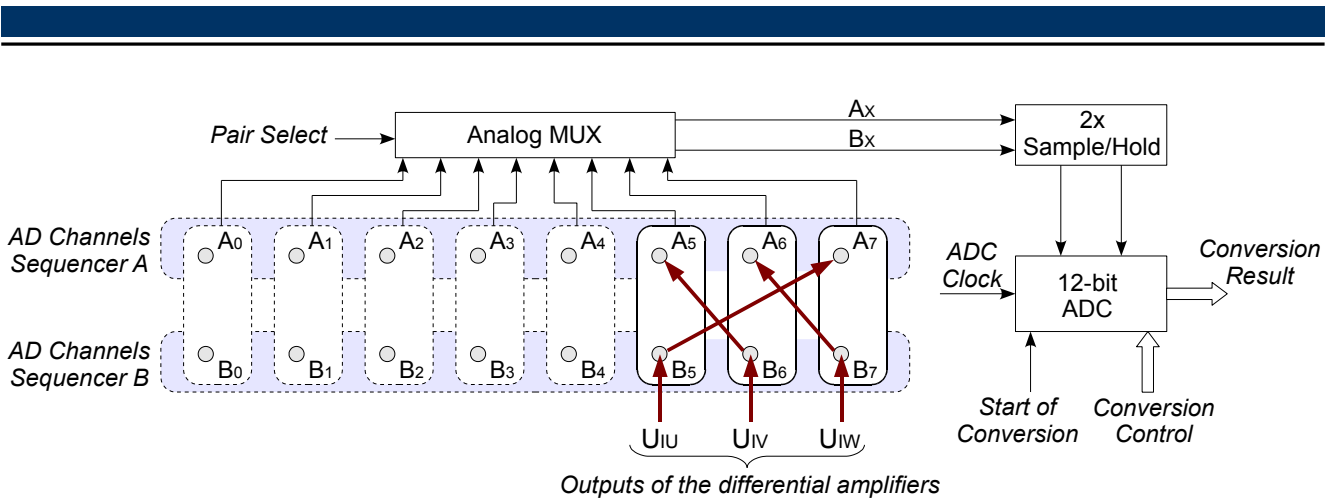 Pair Select
Analog MUX
Ax
Bx
2x
Sample/Hold
AD Channels
Sequencer A
A0
A1
A2
A3
A4
A5
A6
A7
ADC
Clock
12-bit
ADC
Conversion
Result
AD Channels
Sequencer B
B0
B1
B2
B3
B4
B5
B6
B7
UIU
UIV
UIW
Start of
Conversion
Conversion
Control
Outputs of the differential amplifiers